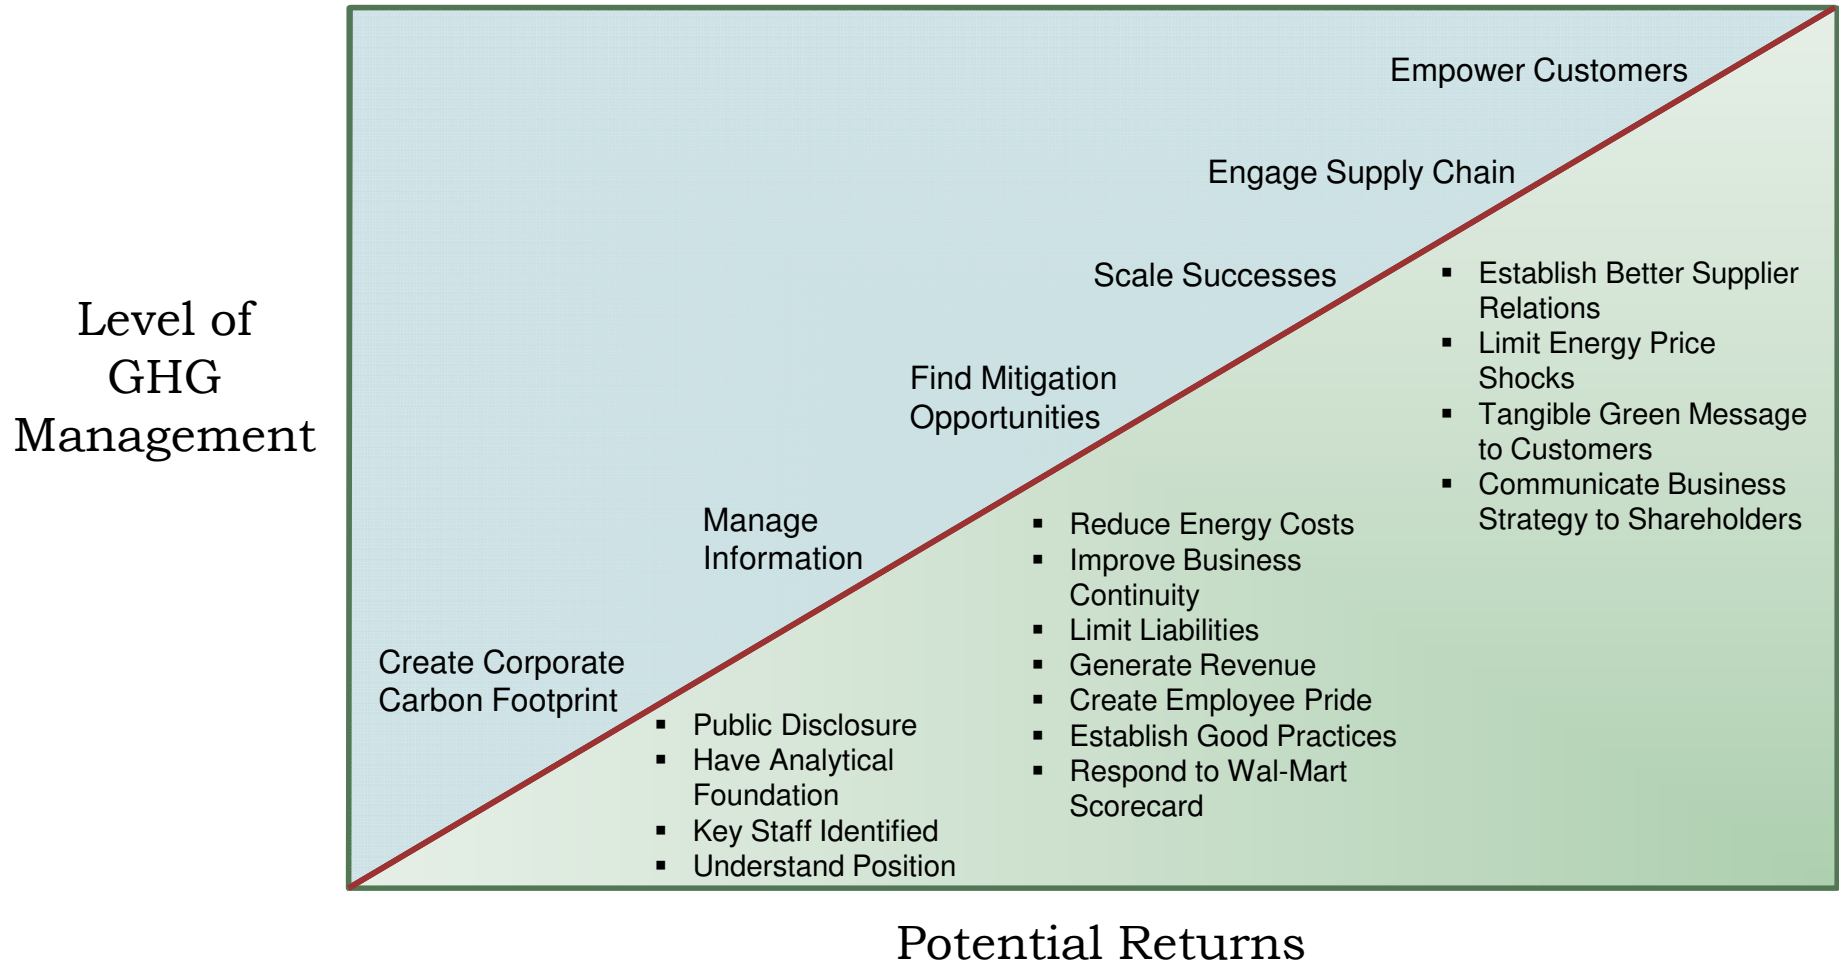 Empower Customers
Engage Supply Chain
Scale Successes
Find Mitigation
Opportunities
Manage
Information
Create Corporate
Carbon Footprint
Level of
GHG
Management
▪ Public Disclosure
▪ Have Analytical
Foundation
▪ Key Staff Identified
▪ Understand Position
▪ Reduce Energy Costs
▪ Improve Business
Continuity
▪ Limit Liabilities
▪ Generate Revenue
▪ Create Employee Pride
▪ Establish Good Practices
▪ Respond to Wal-Mart
Scorecard
▪ Establish Better Supplier
Relations
▪ Limit Energy Price
Shocks
▪ Tangible Green Message
to Customers
▪ Communicate Business
Strategy to Shareholders
Potential Returns